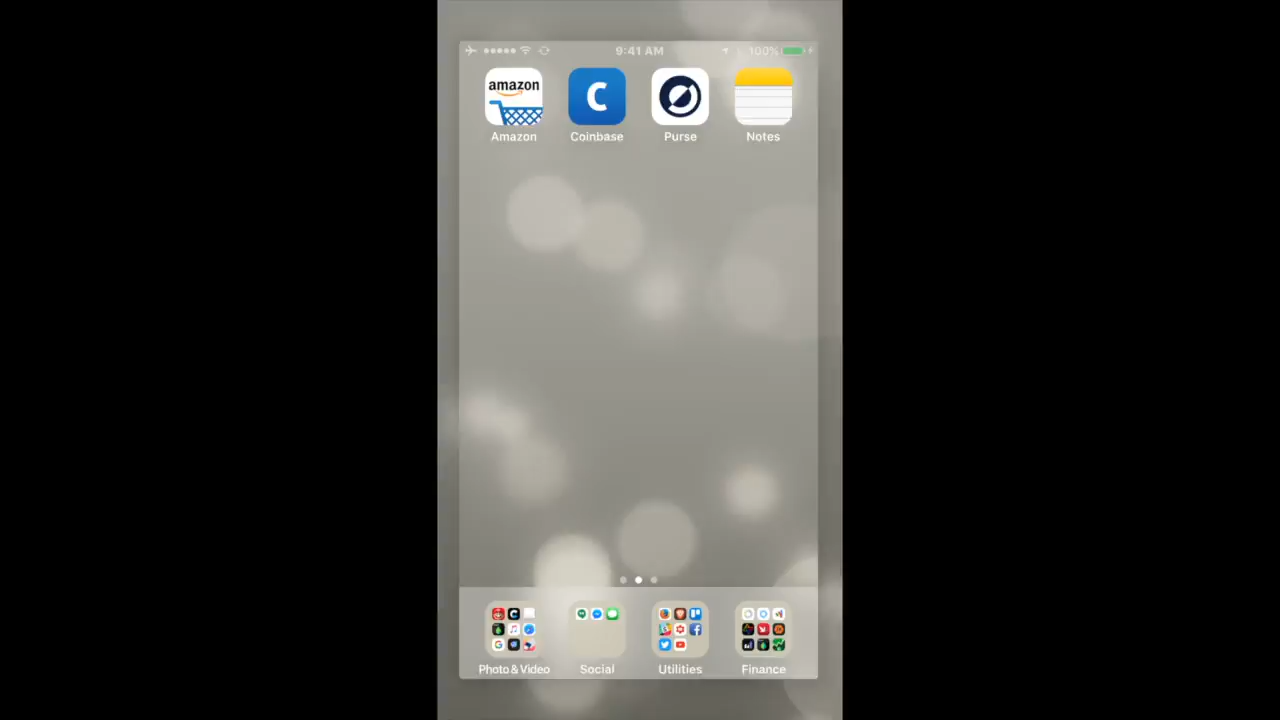 9:41 AM
100%
amazon
C
Amazon
Coinbase
Purse
Notes
Photo & Video
Social
Utilities
Finance